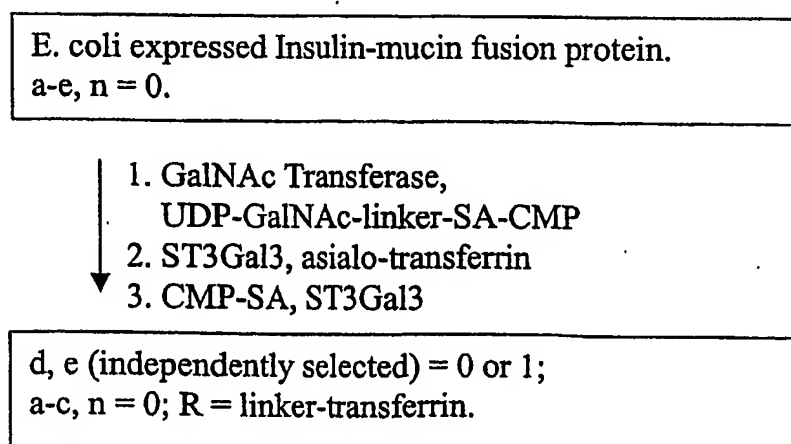 E. coli expressed Insulin-mucin fusion protein.
a-e, n = 0.
1. GalNAc Transferase,
UDP-GalNAc-linker-SA-CMP
2. ST3Gal3, asialo-transferrin
3. CMP-SA, ST3Gal3
d, e (independently selected) = 0 or 1;
a-c, n = 0; R = linker-transferrin.